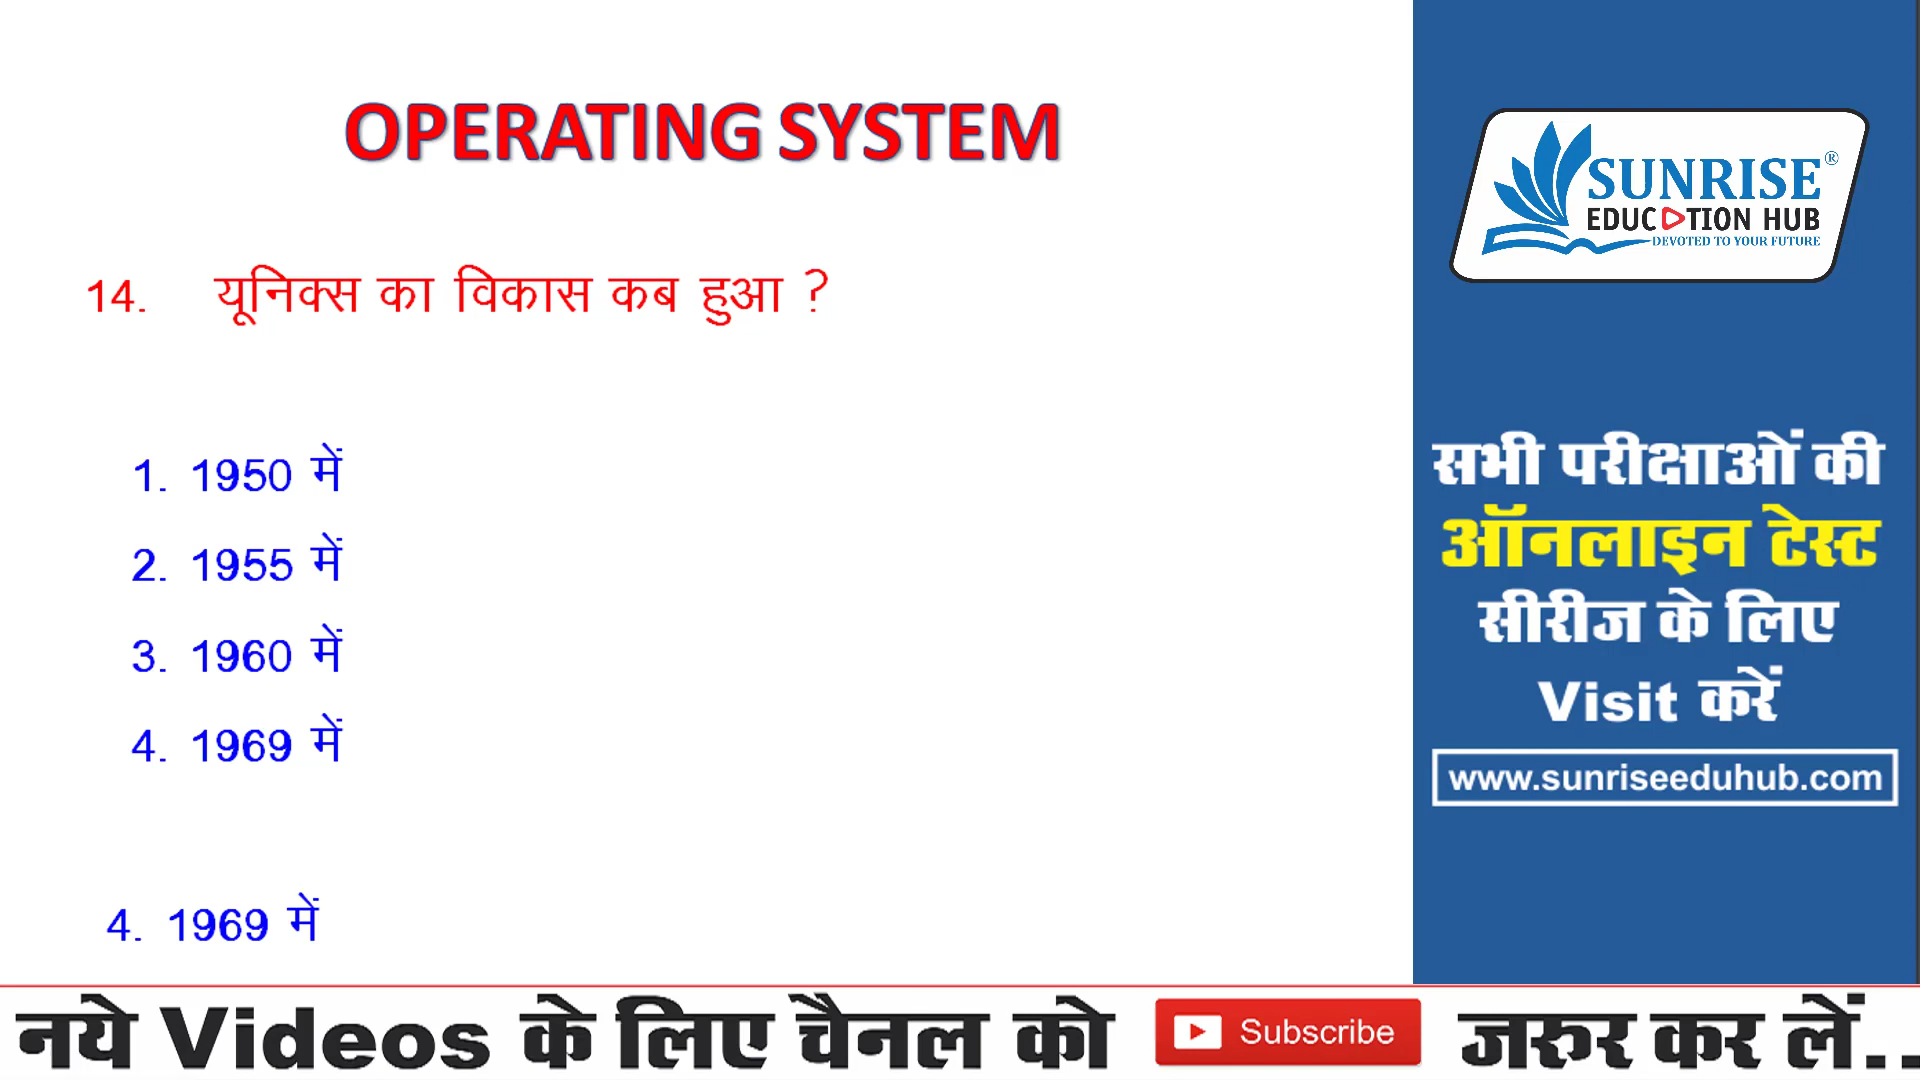 OPERATING SYSTEM
14. यूनिक्स का विकास कब हुआ ?
1. 1950 में
2. 1955 में
3. 1960 में
4. 1969 में
4. 1969 में
SUNRISE®
EDUCATION HUB
DEVOTED TO YOUR FUTURE
सभी परीक्षाओं की
ऑनलाइन टेस्ट
सीरीज के लिए
Visit करें
www.sunriseeduhub.com
नये Videos के लिए चैनल को Subscribe जरुर कर लें..